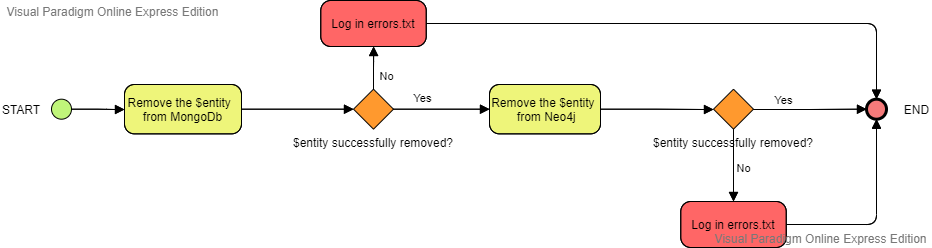 Visual Paradigm Online Express Edition
Log in errors.txt
No
START
Remove the $entity
from MongoDb
Yes
$entity successfully removed?
Remove the $entity
from Neo4j
Yes
$entity successfully removed?
END
No
Log in errors.txt
Visual Paradigm Online Express Edition